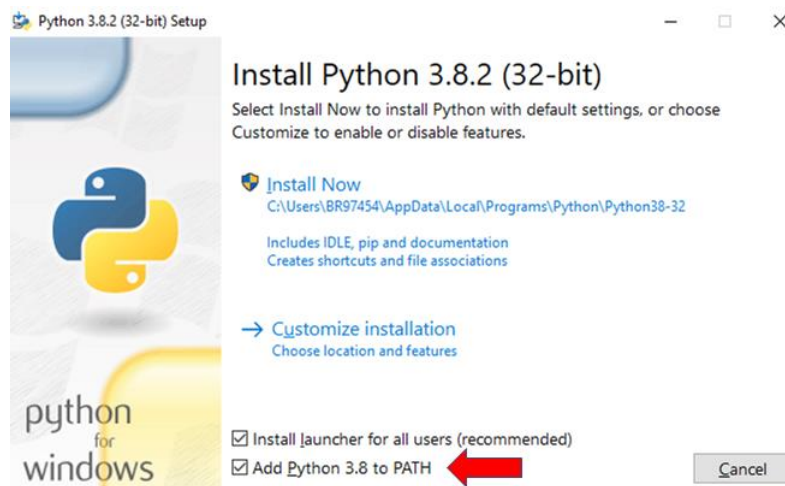 Python 3.8.2 (32-bit) Setup
Install Python 3.8.2 (32-bit)
Select Install Now to install Python with default settings, or choose
Customize to enable or disable features.
Install Now
C:\Users\BR97454\AppData\Local\Programs\Python\Python38-32
Includes IDLE, pip and documentation
Creates shortcuts and file associations
Customize installation
Choose location and features
python
for
windows
Install launcher for all users (recommended)
Add Python 3.8 to PATH
Cancel